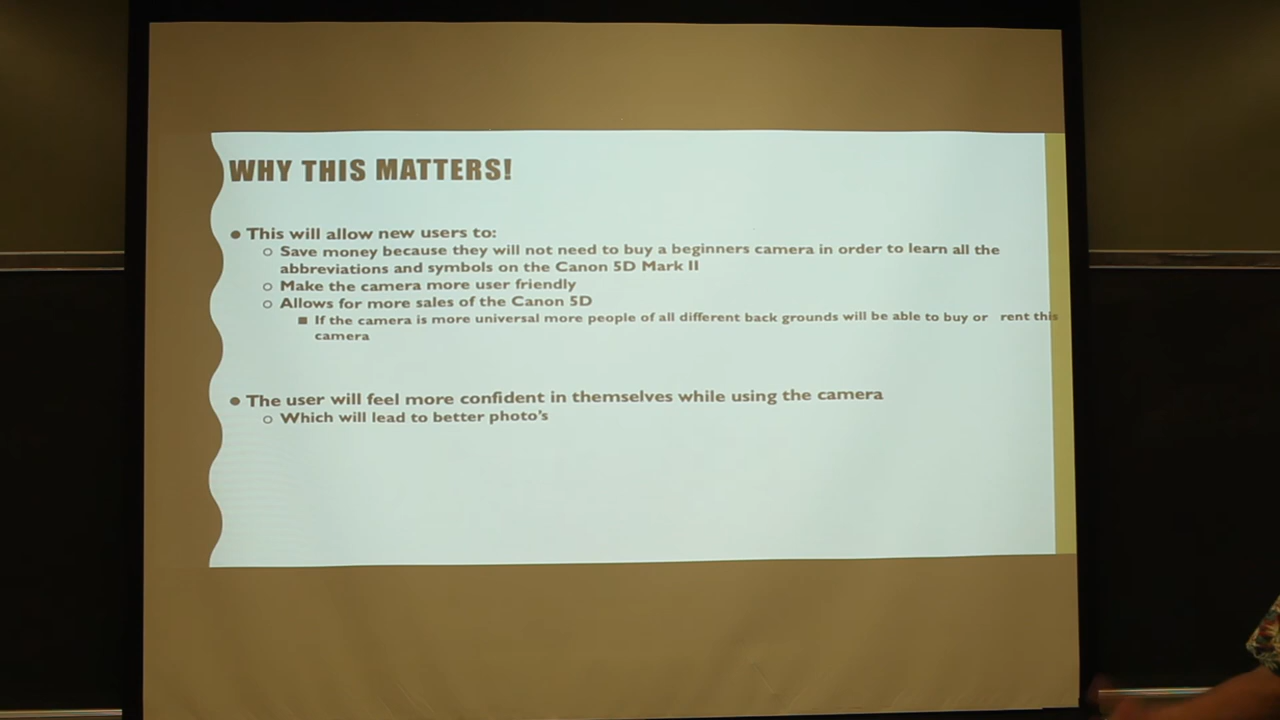 WHY THIS MATTERS!
● This will allow new users to:
○ Save money because they will not need to buy a beginners camera in order to learn all the
abbreviations and symbols on the Canon 5D Mark II
○ Make the camera more user friendly
○ Allows for more sales of the Canon 5D
■ If the camera is more universal more people of all different back grounds will be able to buy or rent this
camera
● The user will feel more confident in themselves while using the camera
○ Which will lead to better photo's